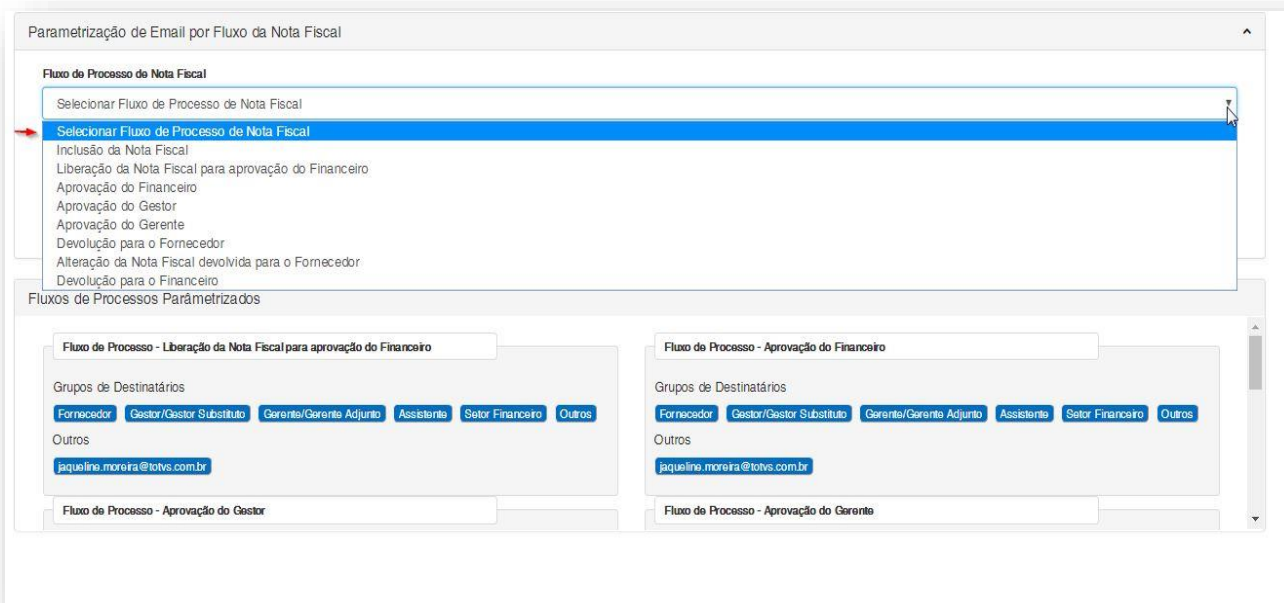 Parametrização de Email por Fluxo da Nota Fiscal
Fluxo de Processo de Nota Fiscal
Selecionar Fluxo de Processo de Nota Fiscal
Selecionar Fluxo de Processo de Nota Fiscal
Inclusão da Nota Fiscal
Liberação da Nota Fiscal para aprovação do Financeiro
Aprovação do Financeiro
Aprovação do Gestor
Aprovação do Gerente
Devolução para o Fornecedor
Alteração da Nota Fiscal devolvida para o Fornecedor
Devolução para o Financeiro
Fluxos de Processos Parâmetrizados
Fluxo de Processo - Liberação da Nota Fiscal para aprovação do Financeiro
Grupos de Destinatários
Fornecedor Gestor/Gestor Substituto Gerente/Gerente Adjunto Assistente Setor Financeiro Outros
Outros
jaqueline.moreira@totvs.com.br
Fluxo de Processo - Aprovação do Financeiro
Grupos de Destinatários
Fornecedor Gestor/Gestor Substituto Gerente/Gerente Adjunto Assistente Setor Financeiro Outros
Outros
jaqueline.moreira@totvs.com.br
Fluxo de Processo - Aprovação do Gestor
Fluxo de Processo - Aprovação do Gerente